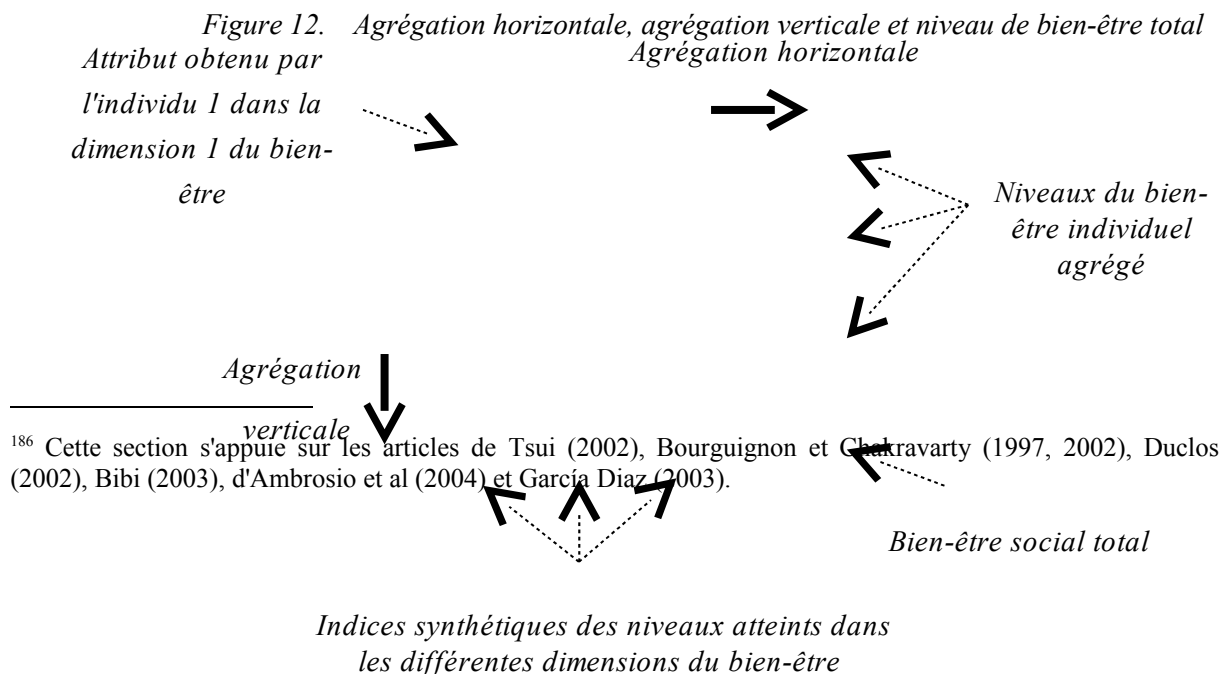 Figure 12. Agrégation horizontale, agrégation verticale et niveau de bien-être total
Agrégation horizontale
Attribut obtenu par
l'individu 1 dans la
dimension 1 du bien-
être
Niveaux du bien-
être individuel
agrégé
Agrégation
verticale
186 Cette section s'appuie sur les articles de Tsui (2002), Bourguignon et Chakravarty (1997, 2002), Duclos
(2002), Bibi (2003), d'Ambrosio et al (2004) et García Diaz (2003).
Bien-être social total
Indices synthétiques des niveaux atteints dans
les différentes dimensions du bien-être